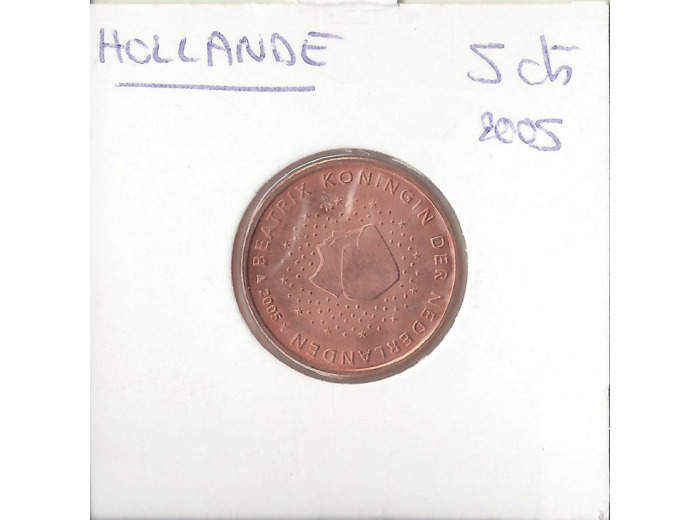 HOLLANDE
5 cts
2005
BEATRIX KONINGIN DER NEDERLANDEN
2005